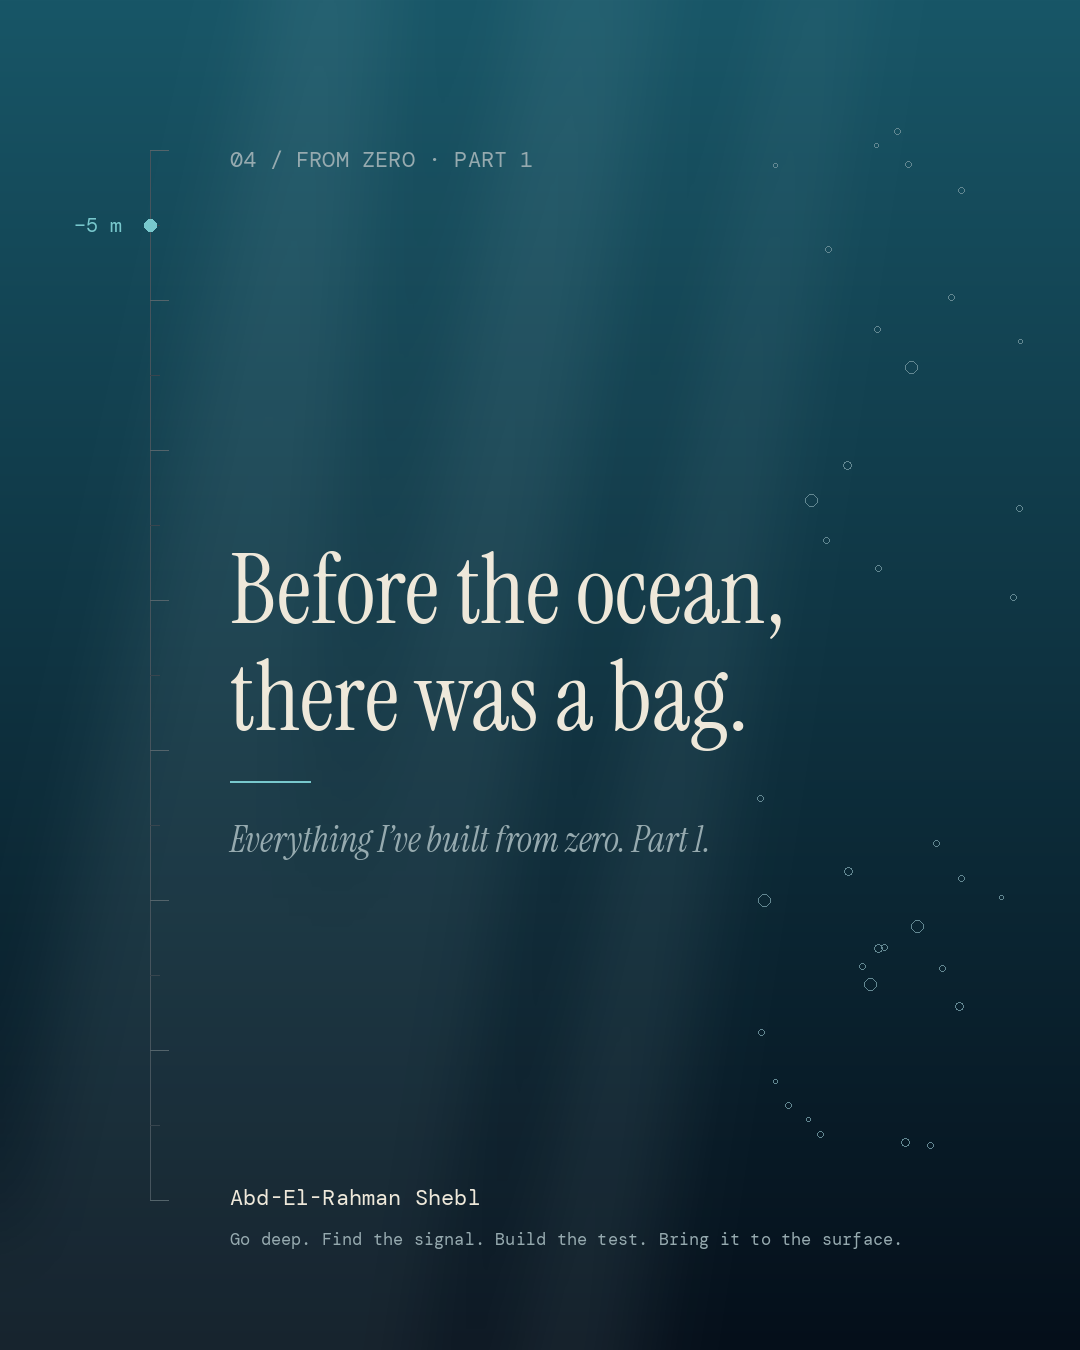 04 / FROM ZERO · PART 1
−5 m
Before the ocean,
there was a bag.
Everything I’ve built from zero. Part 1.
Abd-El-Rahman Shebl
Go deep. Find the signal. Build the test. Bring it to the surface.